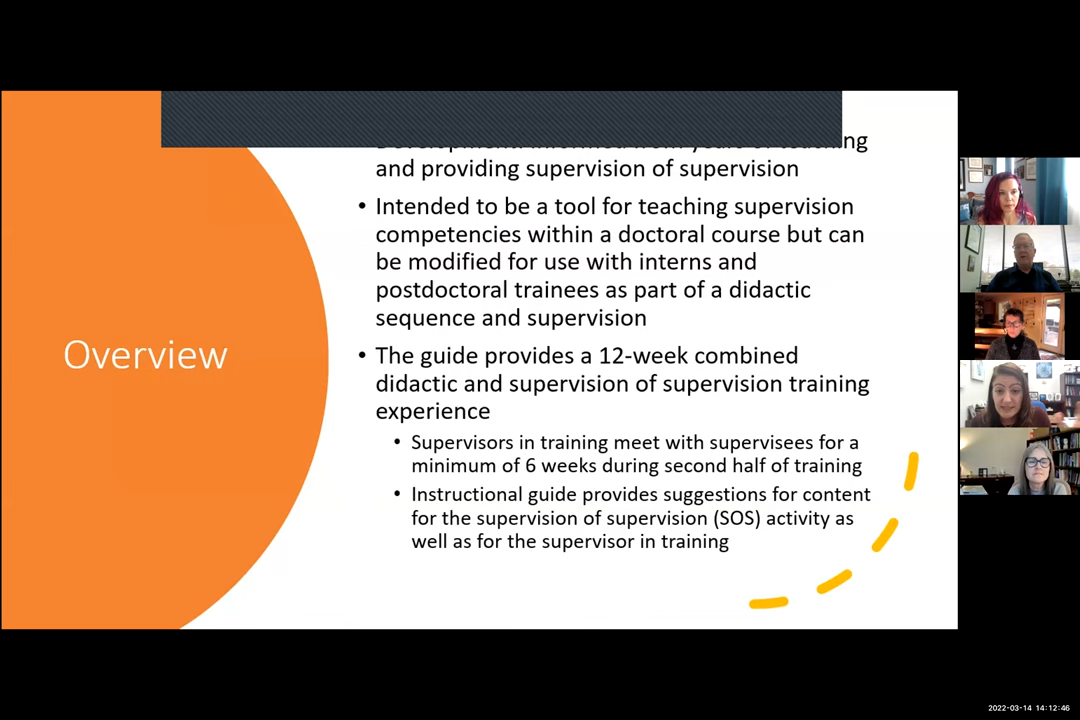 Overview
and providing supervision of supervision
• Intended to be a tool for teaching supervision
competencies within a doctoral course but can
be modified for use with interns and
postdoctoral trainees as part of a didactic
sequence and supervision
• The guide provides a 12-week combined
didactic and supervision of supervision training
experience
• Supervisors in training meet with supervisees for a
minimum of 6 weeks during second half of training
• Instructional guide provides suggestions for content
for the supervision of supervision (SOS) activity as
well as for the supervisor in training
2022-03-14 14:12:46